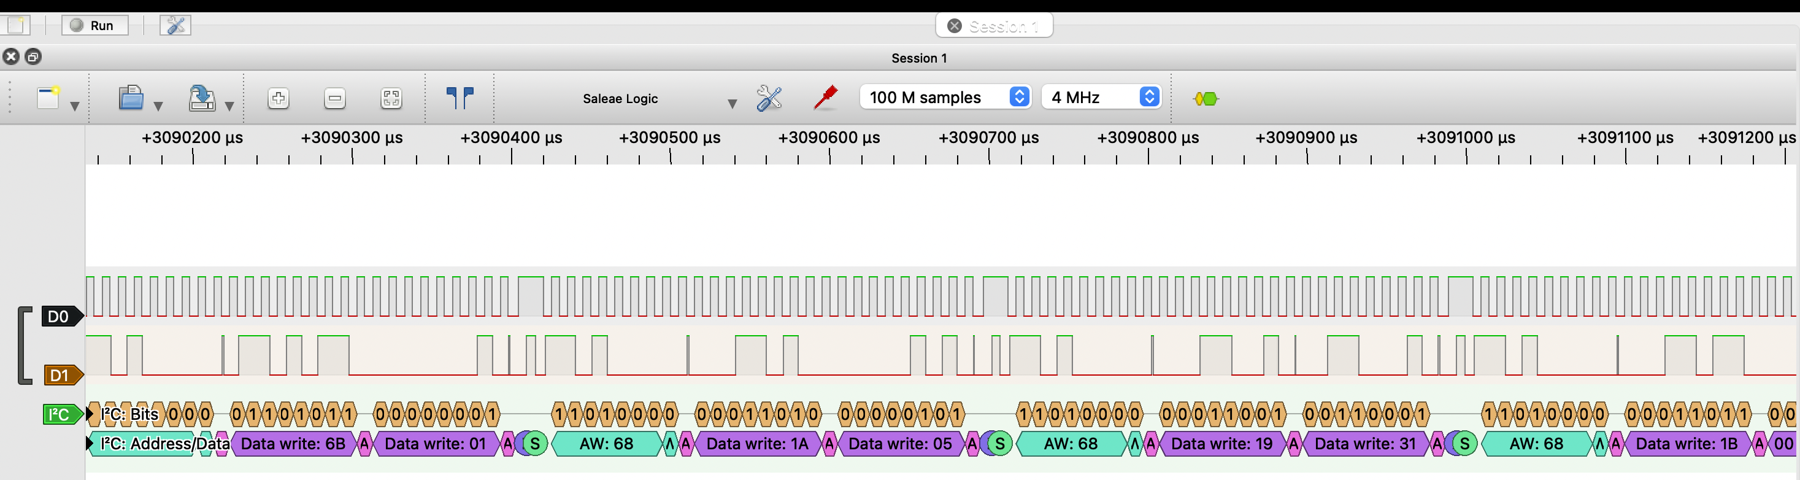 Run
Session 1
Session 1
Saleae Logic
100 M samples
4 MHz
+3090200 µs +3090300 µs +3090400 µs +3090500 µs +3090600 µs +3090700 µs +3090800 µs +3090900 µs +3091000 µs +3091100 µs +3091200 µs
D0
D1
I²C I²C: Bits 0 0 0 0 1 1 0 1 0 1 1 0 0 0 0 0 0 0 1 1 1 0 1 0 0 0 0 0 0 0 1 1 0 1 0 0 0 0 0 0 1 0 1 1 1 0 1 0 0 0 0 0 0 0 1 1 0 0 1 0 0 1 1 0 0 0 1 1 1 0 1 0 0 0 0 0 0 0 1 1 0 1 1 0 0
I²C: Address/Data Data write: 6B A Data write: 01 A S AW: 68 A Data write: 1A A Data write: 05 A S AW: 68 A Data write: 19 A Data write: 31 A S AW: 68 A Data write: 1B A 00